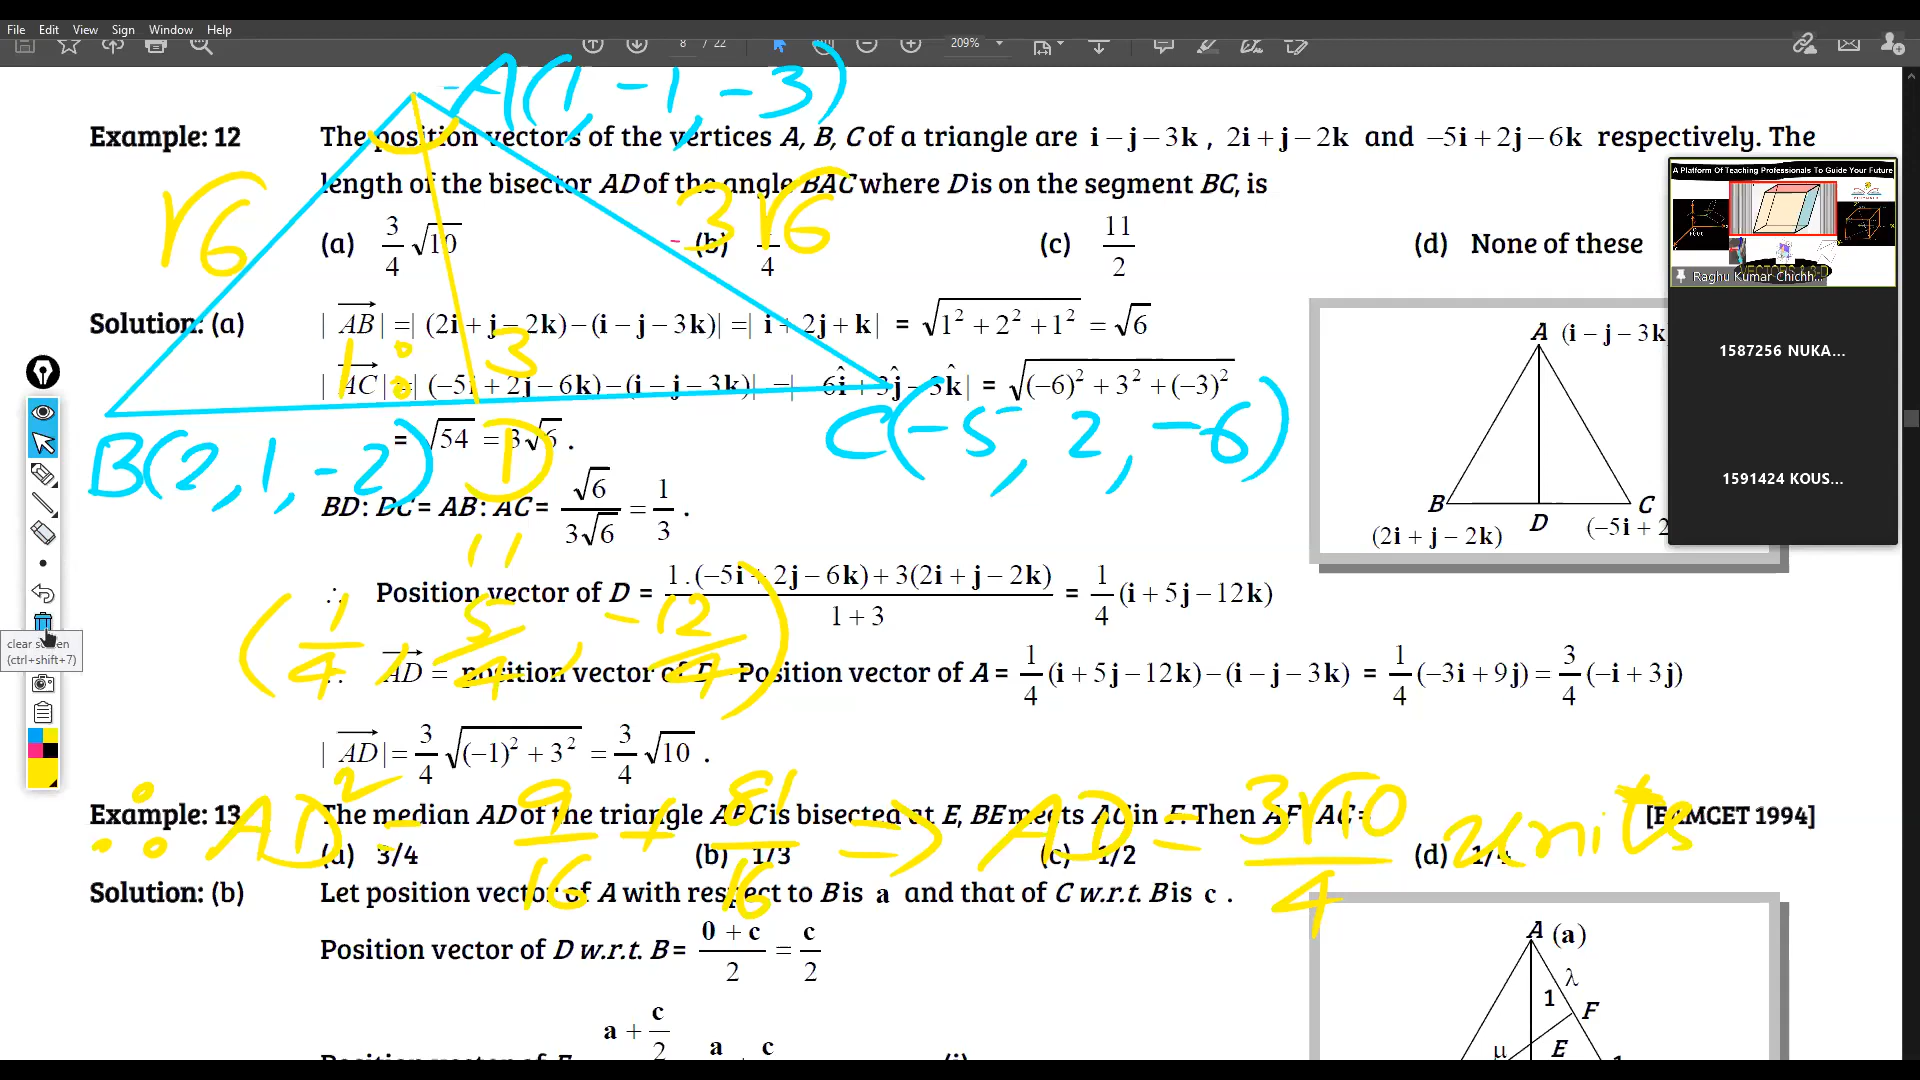 File Edit View Sign Window Help
8 / 22 209%
A(1, -1, -3)
Example: 12 The position vectors of the vertices A, B, C of a triangle are i − j − 3k , 2i + j − 2k and −5i + 2j − 6k respectively. The
length of the bisector AD of the angle BAC where D is on the segment BC, is
√6 3√6
(a) 3/4 √10 (b) /4 (c) 11/2 (d) None of these
Solution: (a) | AB | =| (2i + j − 2k) − (i − j − 3k)| =| i + 2j + k | = √(1² + 2² + 1²) = √6
1 : 3
| AC | =| (−5i + 2j − 6k) − (i − j − 3k)| =| − 6î + 3ĵ − 3k̂ | = √((−6)² + 3² + (−3)²
= √54 = 3√6 .
B(2, 1, -2) D C(-5, 2, -6)
BD : DC = AB : AC = √6/3√6 = 1/3 .
∴ Position vector of D = 1.(−5i + 2j − 6k) + 3(2i + j − 2k)/1 + 3 = 1/4 (i + 5j − 12k)
(1/4, 5/4, -12/4)
∴ AD = position vector of D − Position vector of A = 1/4 (i + 5j − 12k) − (i − j − 3k) = 1/4 (−3i + 9j) = 3/4 (−i + 3j)
| AD | = 3/4 √((−1)² + 3²) = 3/4 √10 .
∴ AD² = 9/16 + 81/16 ⇒ AD = 3√10/4 units
Example: 13 The median AD of the triangle ABC is bisected at E, BE meets AC in F. Then AF : AC = [EAMCET 1994]
(a) 3/4 (b) 1/3 (c) 1/2 (d) 1/4
Solution: (b) Let position vector of A with respect to B is a and that of C w.r.t. B is c .
Position vector of D w.r.t. B = 0 + c/2 = c/2
a + c/2 a c
A (i − j − 3k
B D C
(2i + j − 2k) (−5i + 2
A (a)
λ
1 F
μ E
A Platform Of Teaching Professionals To Guide Your Future
VECTORS & 3-D
Raghu Kumar Chichh...
1587256 NUKA...
1591424 KOUS...
clear screen
(ctrl+shift+7)